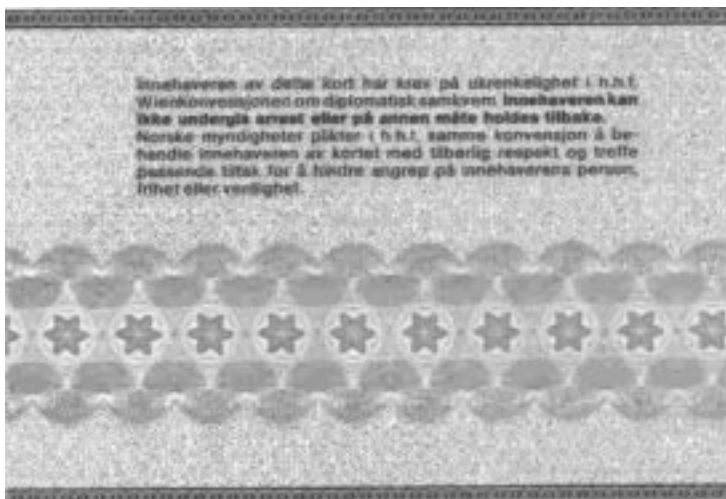 Innehaveren av dette kort har krav på ukrenkelighet i h.h.t.
Wienkonvensjonen om diplomatisk samkvem. Innehaveren kan
ikke undergis arrest eller på annen måte holdes tilbake.
Norske myndigheter plikter i h.h.t. samme konvensjon å be-
handle innehaveren av kortet med tilbørlig respekt og treffe
passende tiltak for å hindre angrep på innehaverens person,
frihet eller verdighet.